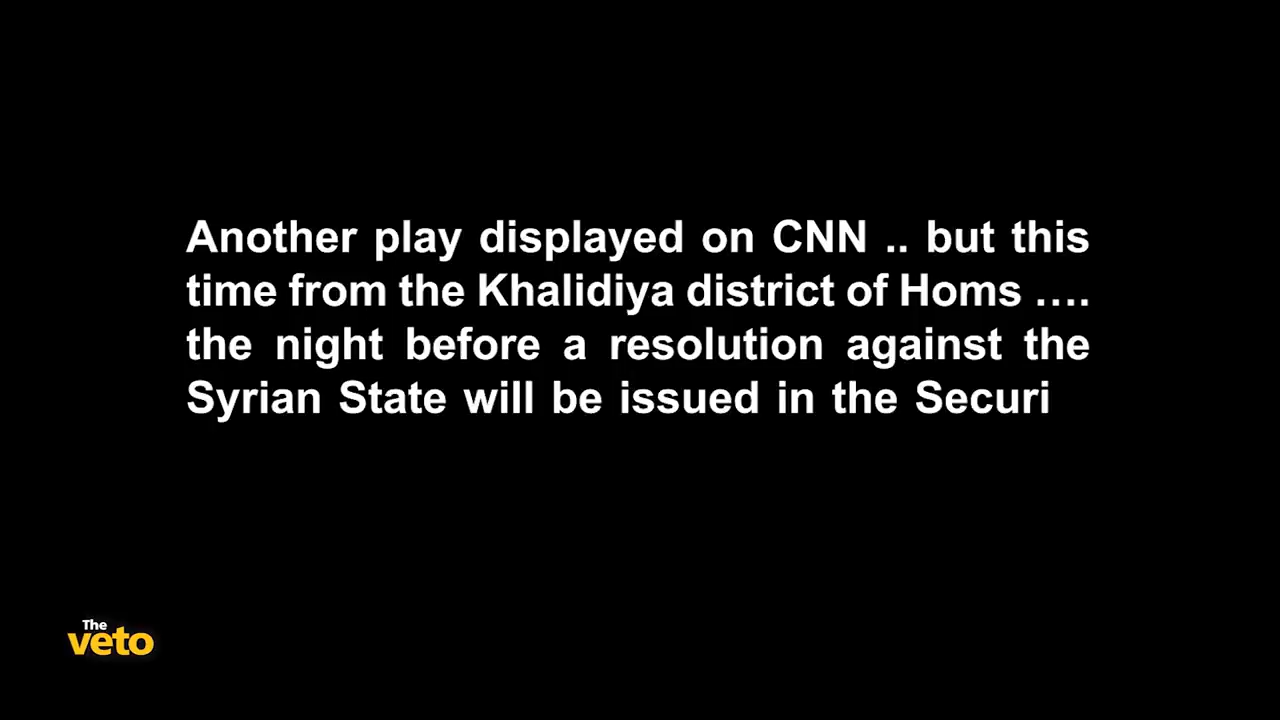 Another play displayed on CNN .. but this
time from the Khalidiya district of Homs ....
the night before a resolution against the
Syrian State will be issued in the Securi
The
veto